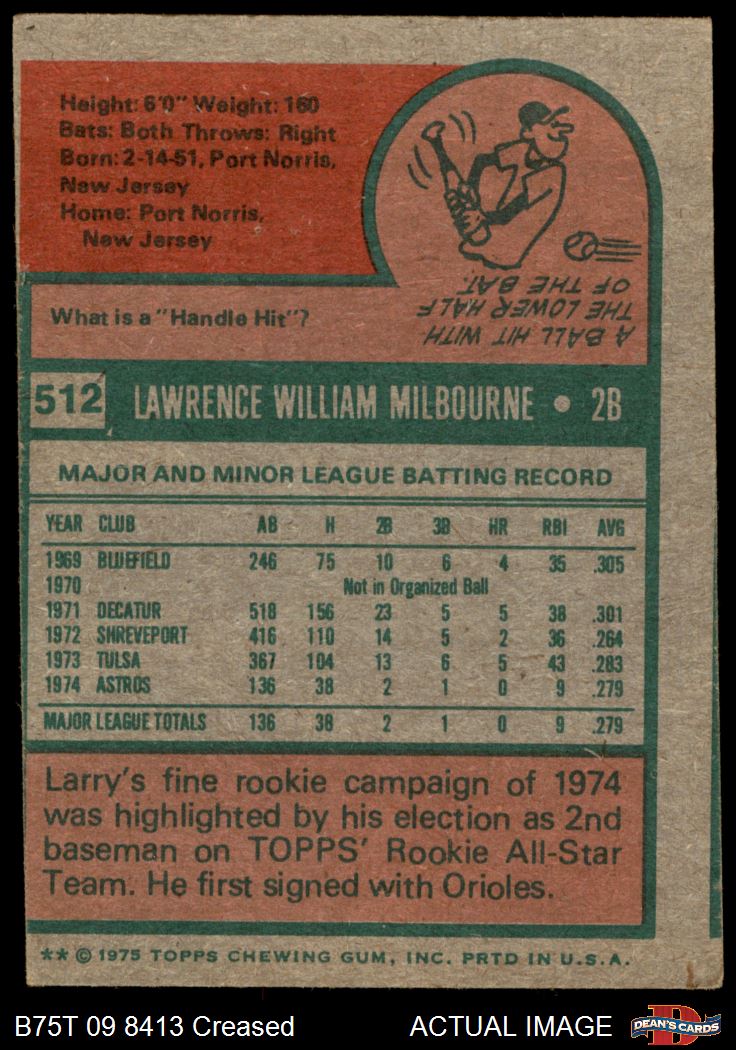 Height: 6'0" Weight: 160
Bats: Both Throws: Right
Born: 2-14-51, Port Norris,
New Jersey
Home: Port Norris,
New Jersey
What is a "Handle Hit"?
A BALL HIT WITH
THE LOWER HALF
OF THE BAT.
512 LAWRENCE WILLIAM MILBOURNE • 2B
MAJOR AND MINOR LEAGUE BATTING RECORD
YEAR CLUB AB H 2B 3B HR RBI AVG
1969 BLUEFIELD 246 75 10 6 4 35 .305
1970 Not in Organized Ball
1971 DECATUR 518 156 23 5 5 38 .301
1972 SHREVEPORT 416 110 14 5 2 36 .264
1973 TULSA 367 104 13 6 5 43 .283
1974 ASTROS 136 38 2 1 0 9 .279
MAJOR LEAGUE TOTALS 136 38 2 1 0 9 .279
Larry's fine rookie campaign of 1974
was highlighted by his election as 2nd
baseman on TOPPS' Rookie All-Star
Team. He first signed with Orioles.
** © 1975 TOPPS CHEWING GUM, INC. PRTD IN U.S.A.
B75T 09 8413 Creased ACTUAL IMAGE DEAN'S CARDS